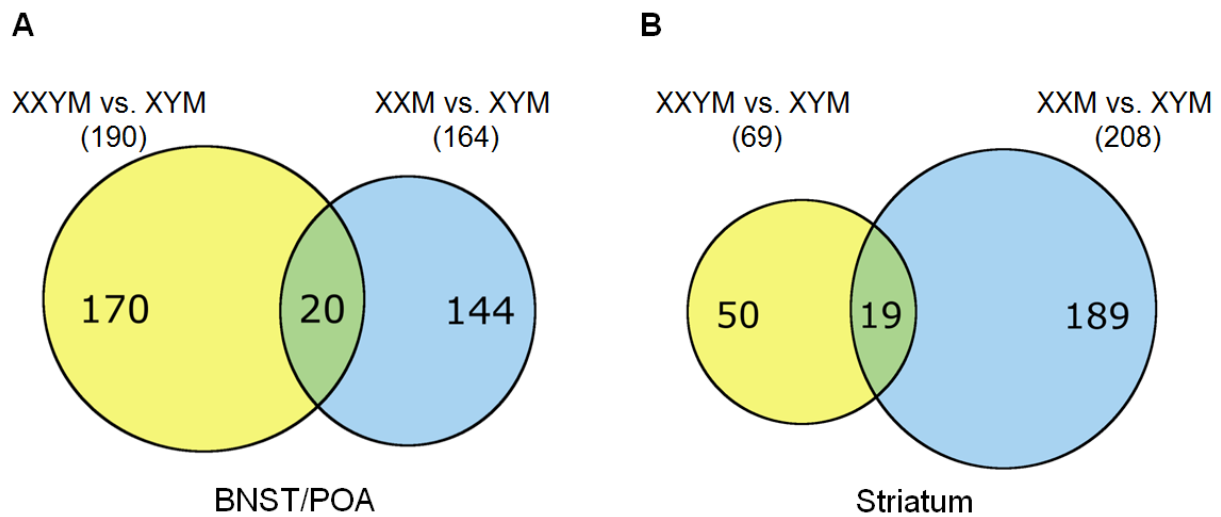 A
XXYM vs. XYM
(190)
XXM vs. XYM
(164)
170
20
144
BNST/POA
B
XXYM vs. XYM
(69)
XXM vs. XYM
(208)
50
19
189
Striatum